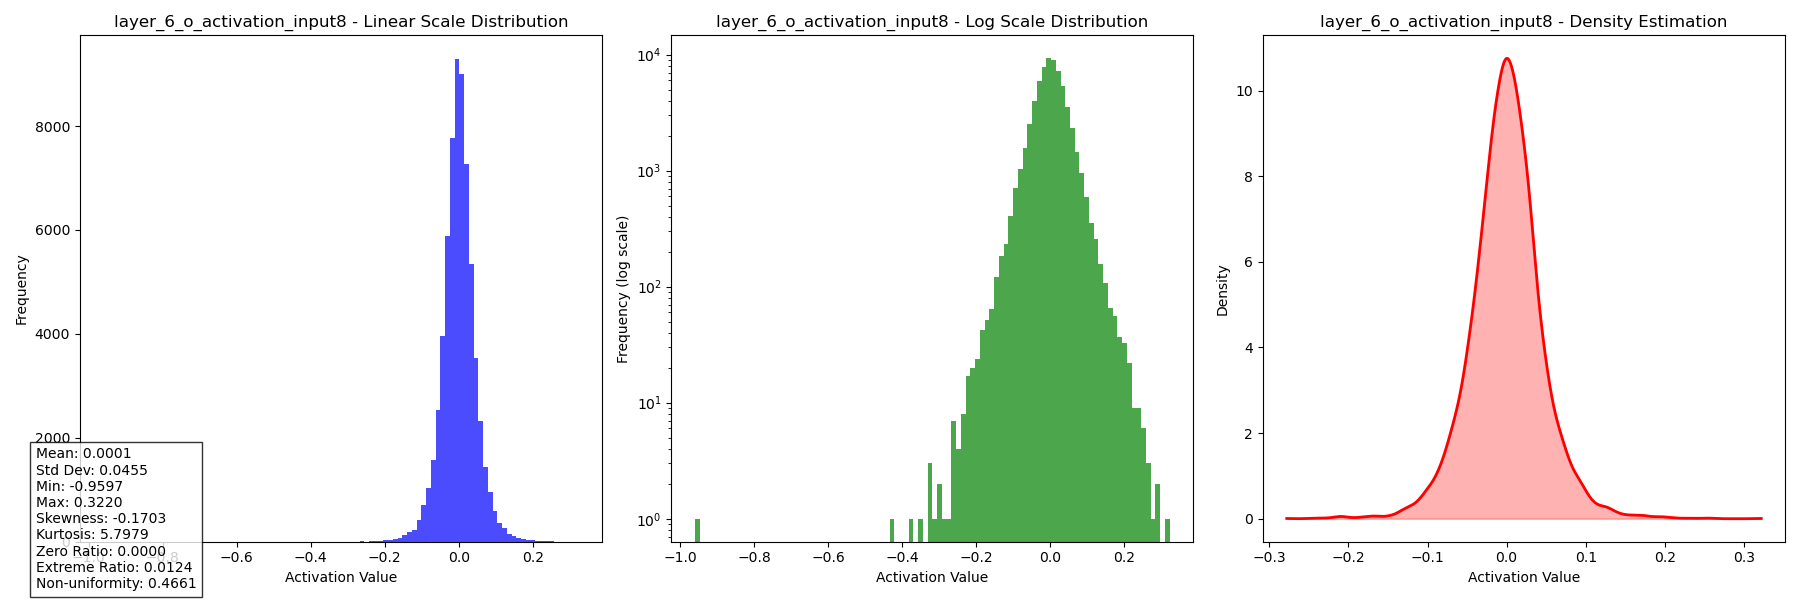 layer_6_o_activation_input8 - Linear Scale Distribution
Frequency
8000
6000
4000
2000
0
−0.8
−0.6
−0.4
−0.2
0.0
0.2
Activation Value
Mean: 0.0001
Std Dev: 0.0455
Min: -0.9597
Max: 0.3220
Skewness: -0.1703
Kurtosis: 5.7979
Zero Ratio: 0.0000
Extreme Ratio: 0.0124
Non-uniformity: 0.4661
layer_6_o_activation_input8 - Log Scale Distribution
Frequency (log scale)
10⁴
10³
10²
10¹
10⁰
−1.0
−0.8
−0.6
−0.4
−0.2
0.0
0.2
Activation Value
layer_6_o_activation_input8 - Density Estimation
Density
10
8
6
4
2
0
−0.3
−0.2
−0.1
0.0
0.1
0.2
0.3
Activation Value